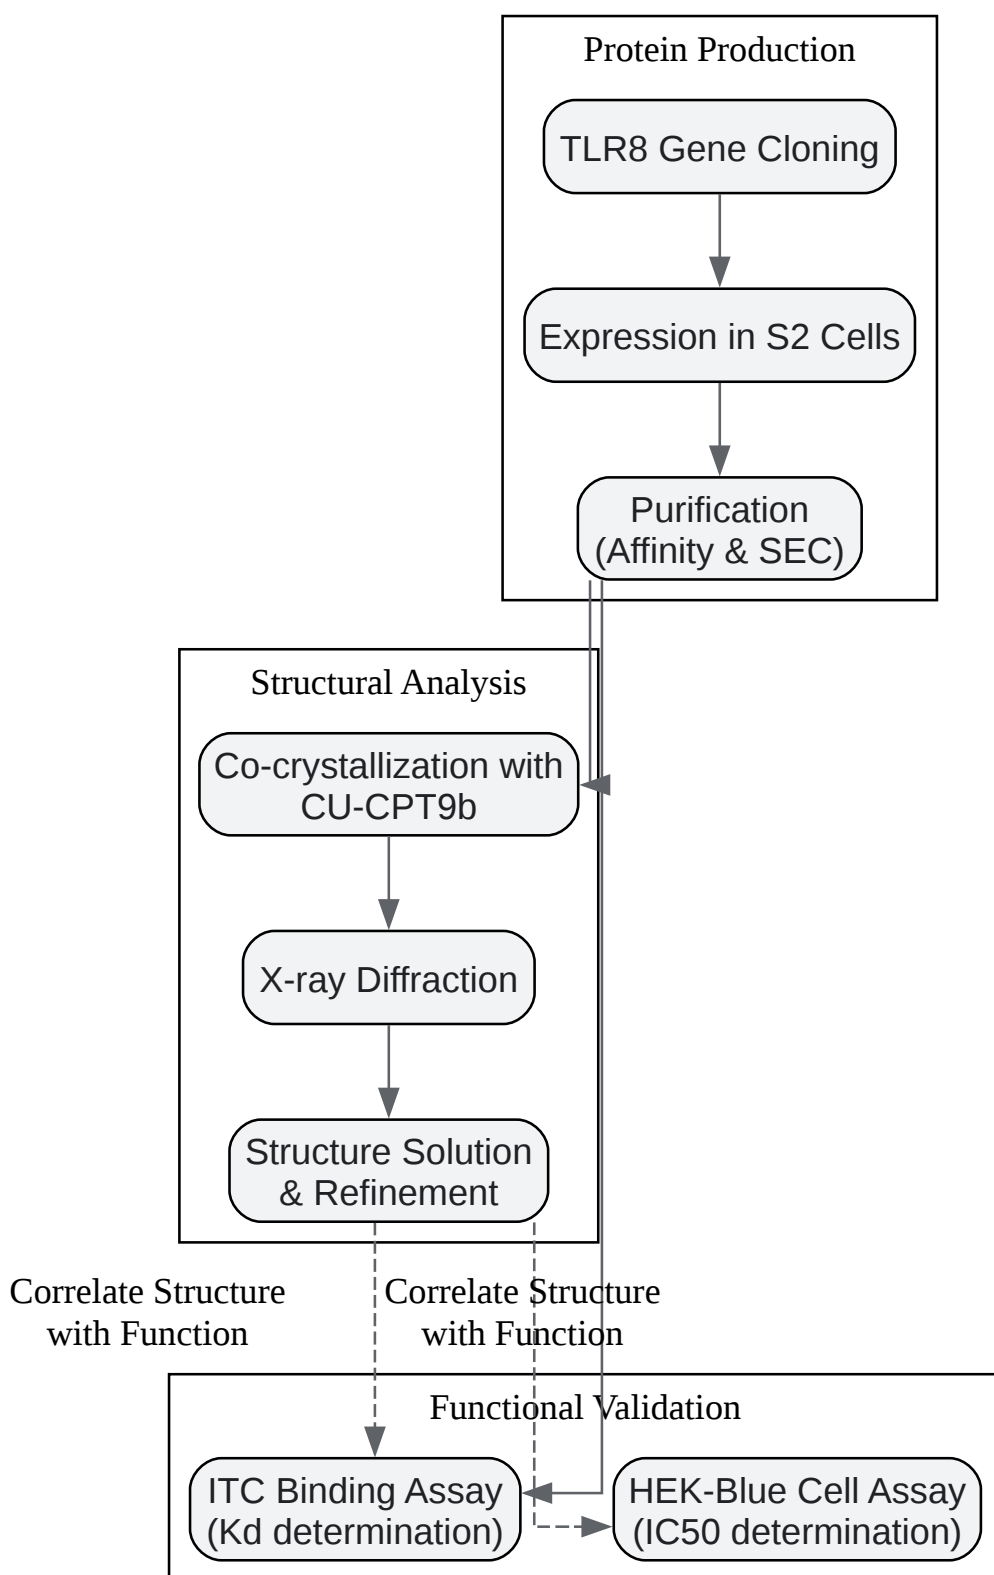 Protein Production
TLR8 Gene Cloning
Expression in S2 Cells
Purification
(Affinity & SEC)
Structural Analysis
Co-crystallization with
CU-CPT9b
X-ray Diffraction
Structure Solution
& Refinement
Correlate Structure
with Function
Correlate Structure
with Function
Functional Validation
ITC Binding Assay
(Kd determination)
HEK-Blue Cell Assay
(IC50 determination)